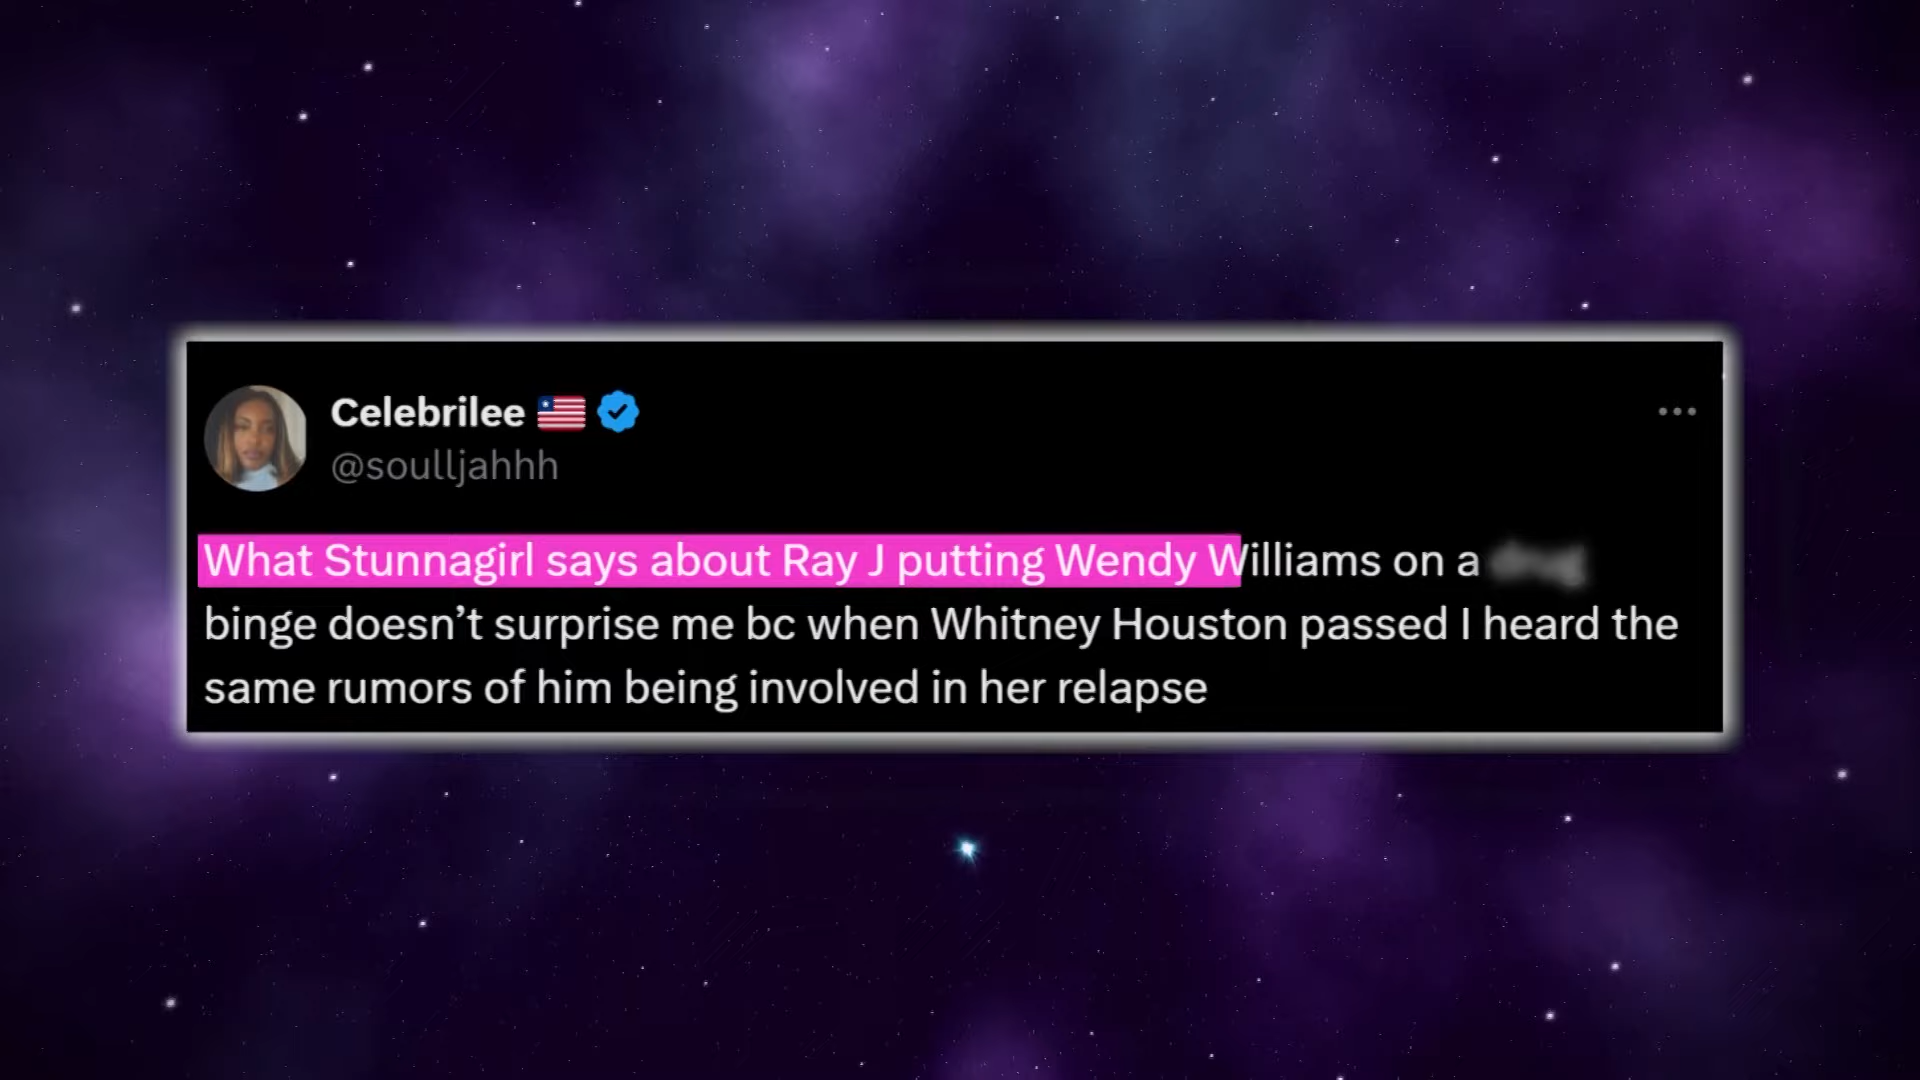 Celebrilee 🇱🇷
@soulljahhh
What Stunnagirl says about Ray J putting Wendy Williams on a
binge doesn’t surprise me bc when Whitney Houston passed I heard the
same rumors of him being involved in her relapse